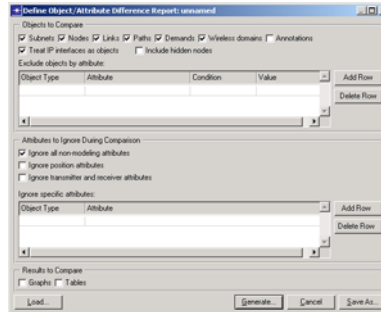 Define Object/Attribute Difference Report: unnamed
Objects to Compare
Subnets Nodes Links Paths Demands Wireless domains Annotations
Treat IP interfaces as objects Include hidden nodes
Exclude objects by attribute:
Object Type Attribute Condition Value
Add Row
Delete Row
Attributes to Ignore During Comparison
Ignore all non-modeling attributes
Ignore position attributes
Ignore transmitter and receiver attributes
Ignore specific attributes:
Object Type Attribute
Add Row
Delete Row
Results to Compare
Graphs Tables
Load... Generate... Cancel Save As...